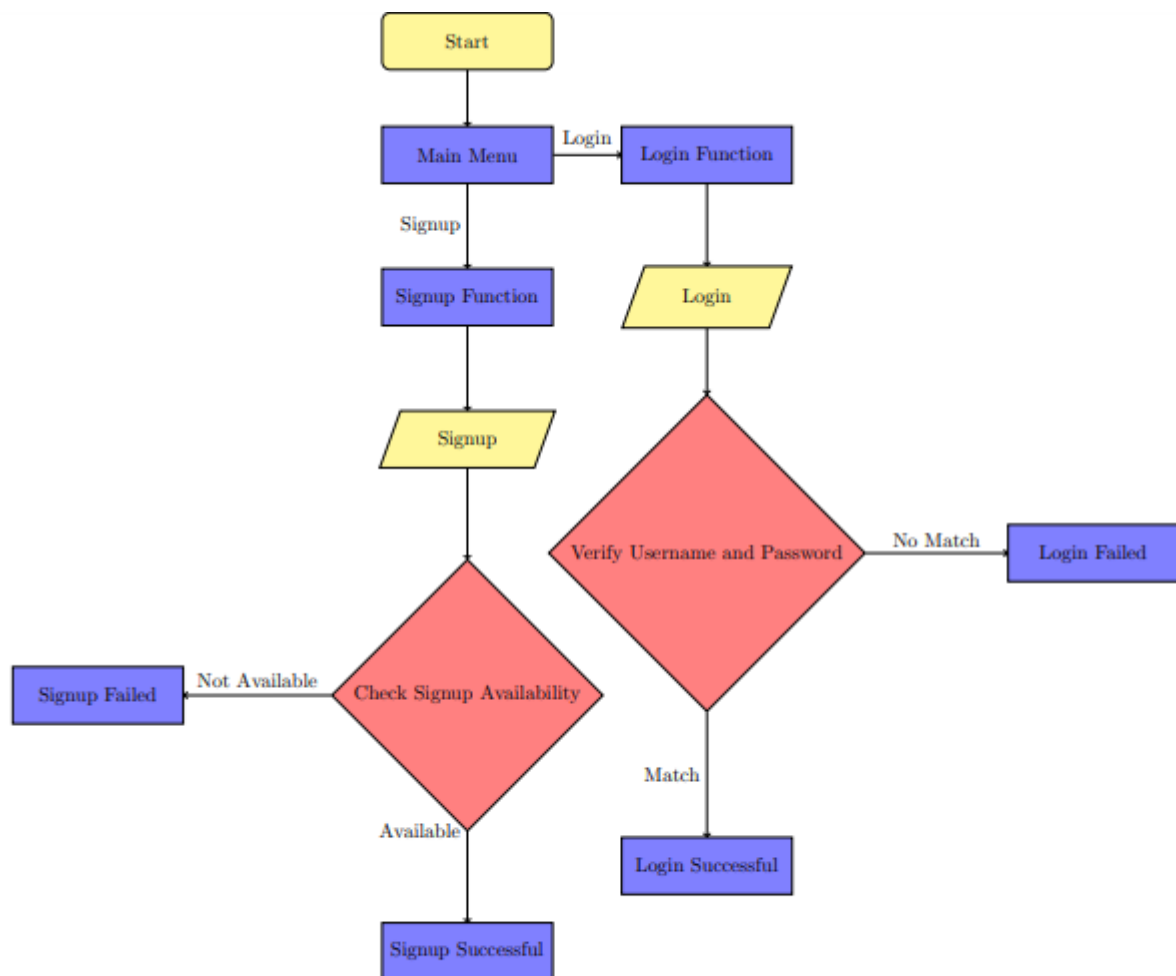 Start
Main Menu
Login
Login Function
Signup
Signup Function
Login
Signup
Verify Username and Password
No Match
Login Failed
Signup Failed
Not Available
Check Signup Availability
Match
Available
Login Successful
Signup Successful